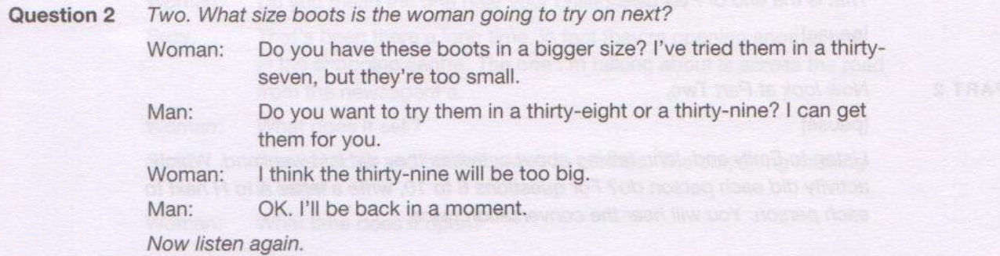 Question 2 Two. What size boots is the woman going to try on next?
Woman: Do you have these boots in a bigger size? I've tried them in a thirty-
seven, but they're too small.
Man: Do you want to try them in a thirty-eight or a thirty-nine? I can get
them for you.
Woman: I think the thirty-nine will be too big.
Man: OK. I'll be back in a moment.
Now listen again.